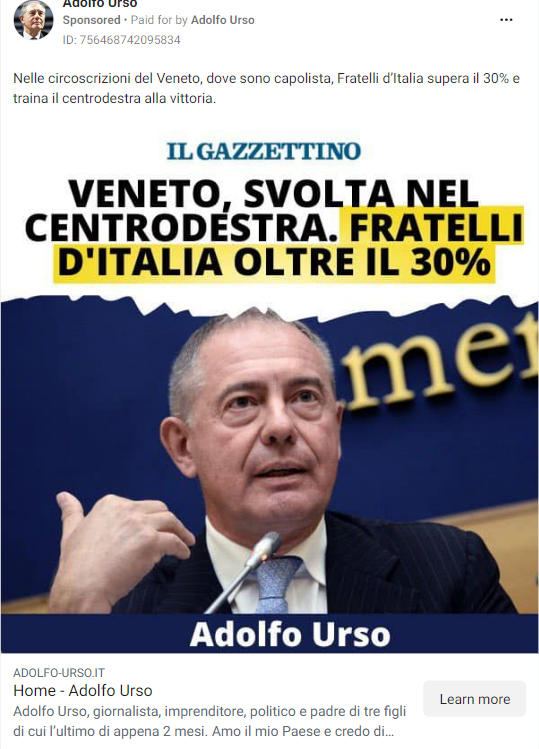 Adolfo Urso
Sponsored • Paid for by Adolfo Urso
ID: 756468742095834
Nelle circoscrizioni del Veneto, dove sono capolista, Fratelli d'Italia supera il 30% e
traina il centrodestra alla vittoria.
IL GAZZETTINO
VENETO, SVOLTA NEL
CENTRODESTRA. FRATELLI
D'ITALIA OLTRE IL 30%
mer
Adolfo Urso
ADOLFO-URSO.IT
Home - Adolfo Urso
Adolfo Urso, giornalista, imprenditore, politico e padre di tre figli
di cui l'ultimo di appena 2 mesi. Amo il mio Paese e credo di...
Learn more